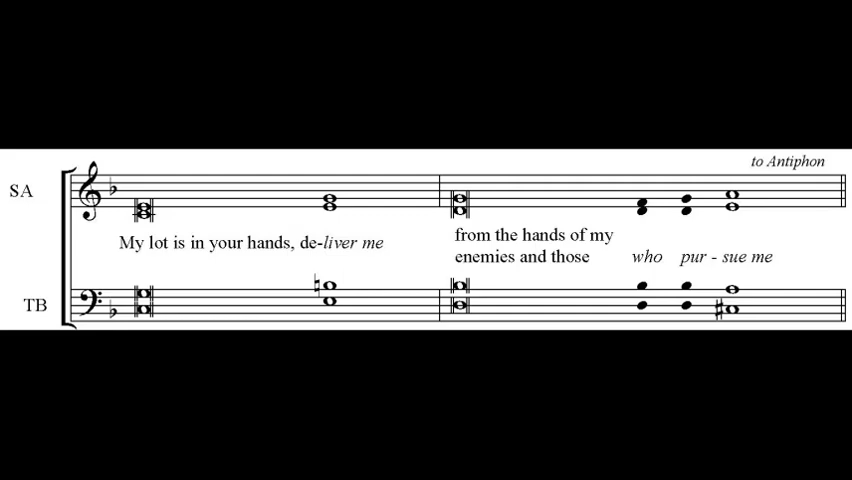 to Antiphon
SA
My lot is in your hands, de-liver me
from the hands of my
enemies and those who pur - sue me
TB